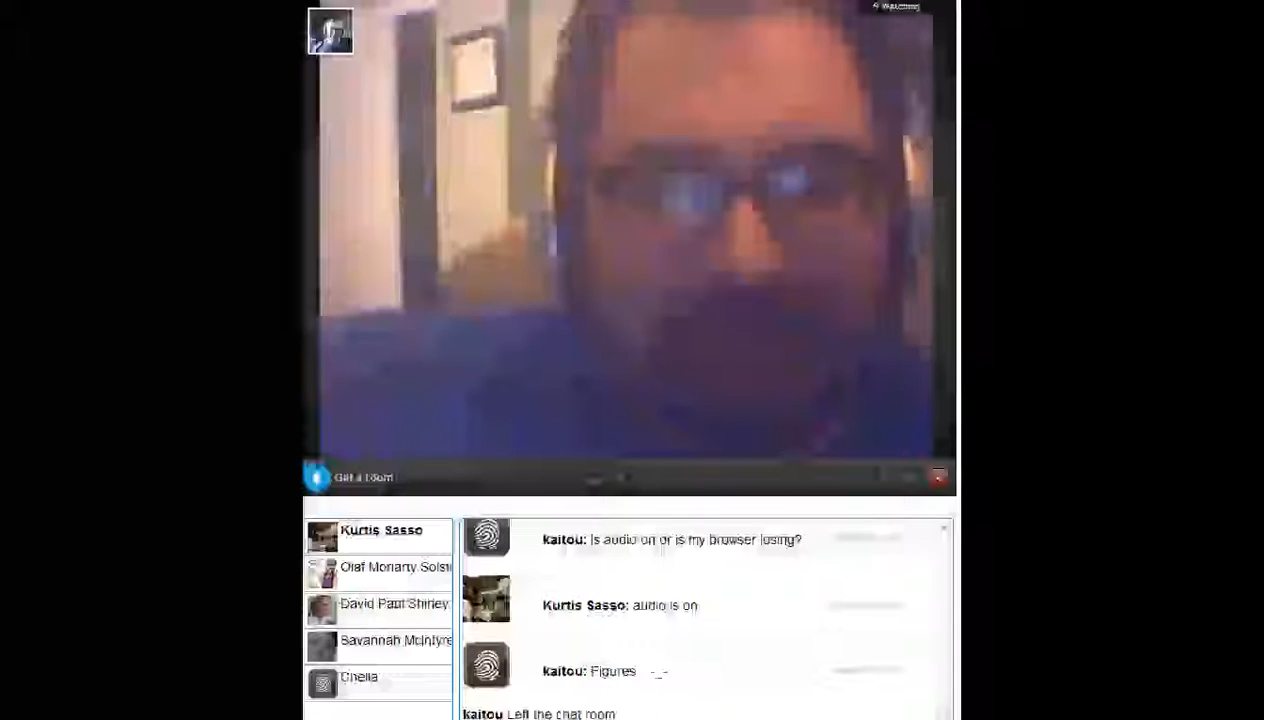 Watching
Get a room
Kurtis Sasso
Olaf Moriarty Solst
David Paul Shirley
Savannah McIntyre
kaitou: Is audio on or is my browser losing?
Kurtis Sasso: audio is on
kaitou: Figures -_-
kaitou Left the chat room